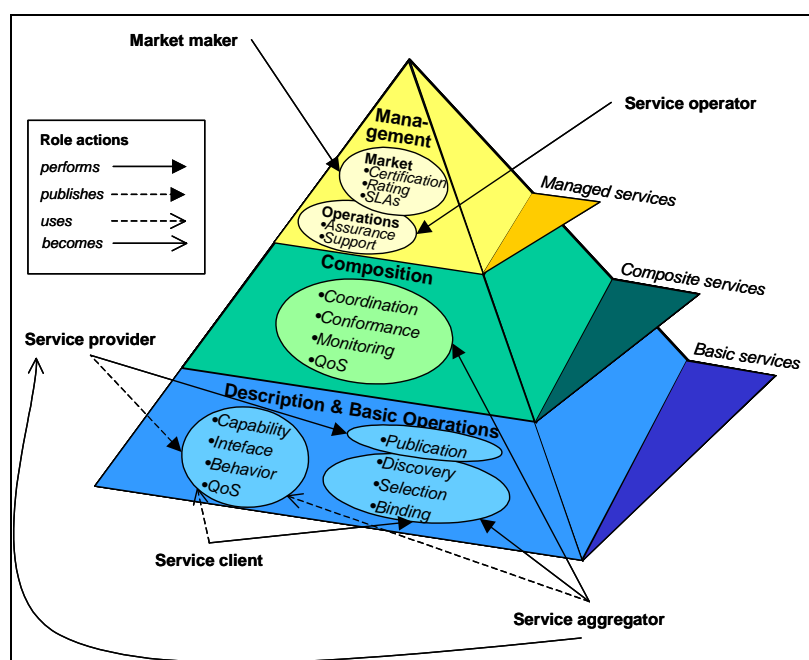 Market maker
Service operator
Role actions
performs
publishes
uses
becomes
Mana-
gement
Market
•Certification
•Rating
•SLAs
Operations
•Assurance
•Support
Managed services
Composition
•Coordination
•Conformance
•Monitoring
•QoS
Composite services
Service provider
Basic services
Description & Basic Operations
•Capability
•Inteface
•Behavior
•QoS
•Publication
•Discovery
•Selection
•Binding
Service client
Service aggregator